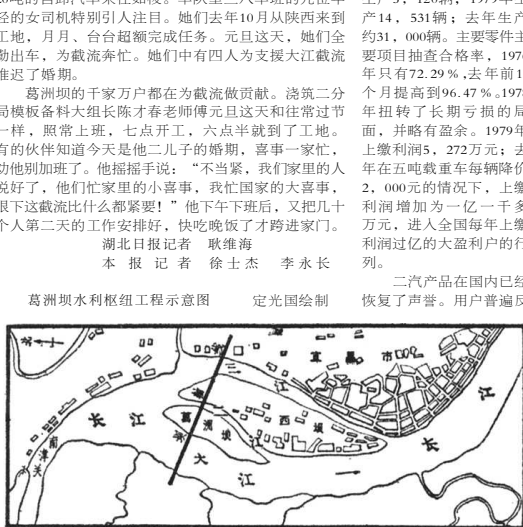 吨的自卸汽车来往如梭。车队里三八车班的几位年
轻的女司机特别引人注目。她们去年10月从陕西来到
工地，月月、台台超额完成任务。元旦这天，她们全
勤出车，为截流奔忙。她们中有四人为支援大江截流
推迟了婚期。
葛洲坝的千家万户都在为截流做贡献。浇筑二分
局模板备料大组长陈才春老师傅元旦这天和往常过节
一样，照常上班，七点开工，六点半就到了工地。
有的伙伴知道今天是他二儿子的婚期，喜事一家忙，
劝他别加班了。他摇摇手说：“不当紧，我们家里的人
说好了，他们忙家里的小喜事，我忙国家的大喜事，
眼下这截流比什么都紧要！”他下午下班后，又把几十
个人第二天的工作安排好，快吃晚饭了才跨进家门。
湖北日报记者 耿维海
本报记者 徐士杰 李永长
葛洲坝水利枢纽工程示意图 定光国绘制
产14，531辆；去年生产
约31，000辆。主要零件主
要项目抽查合格率，1978
年只有72.29％，去年前11
个月提高到96.47％。1978
年扭转了长期亏损的局
面，并略有盈余。1979年
上缴利润5，272万元；去
年在五吨载重车每辆降价
2，000元的情况下，上缴
利润增加为一亿一千多
万元，进入全国每年上缴
利润过亿的大盈利户的行
列。
二汽产品在国内已经
恢复了声誉。用户普遍反
宜昌市
长江
南津关
葛洲坝
西坝
大江
长江